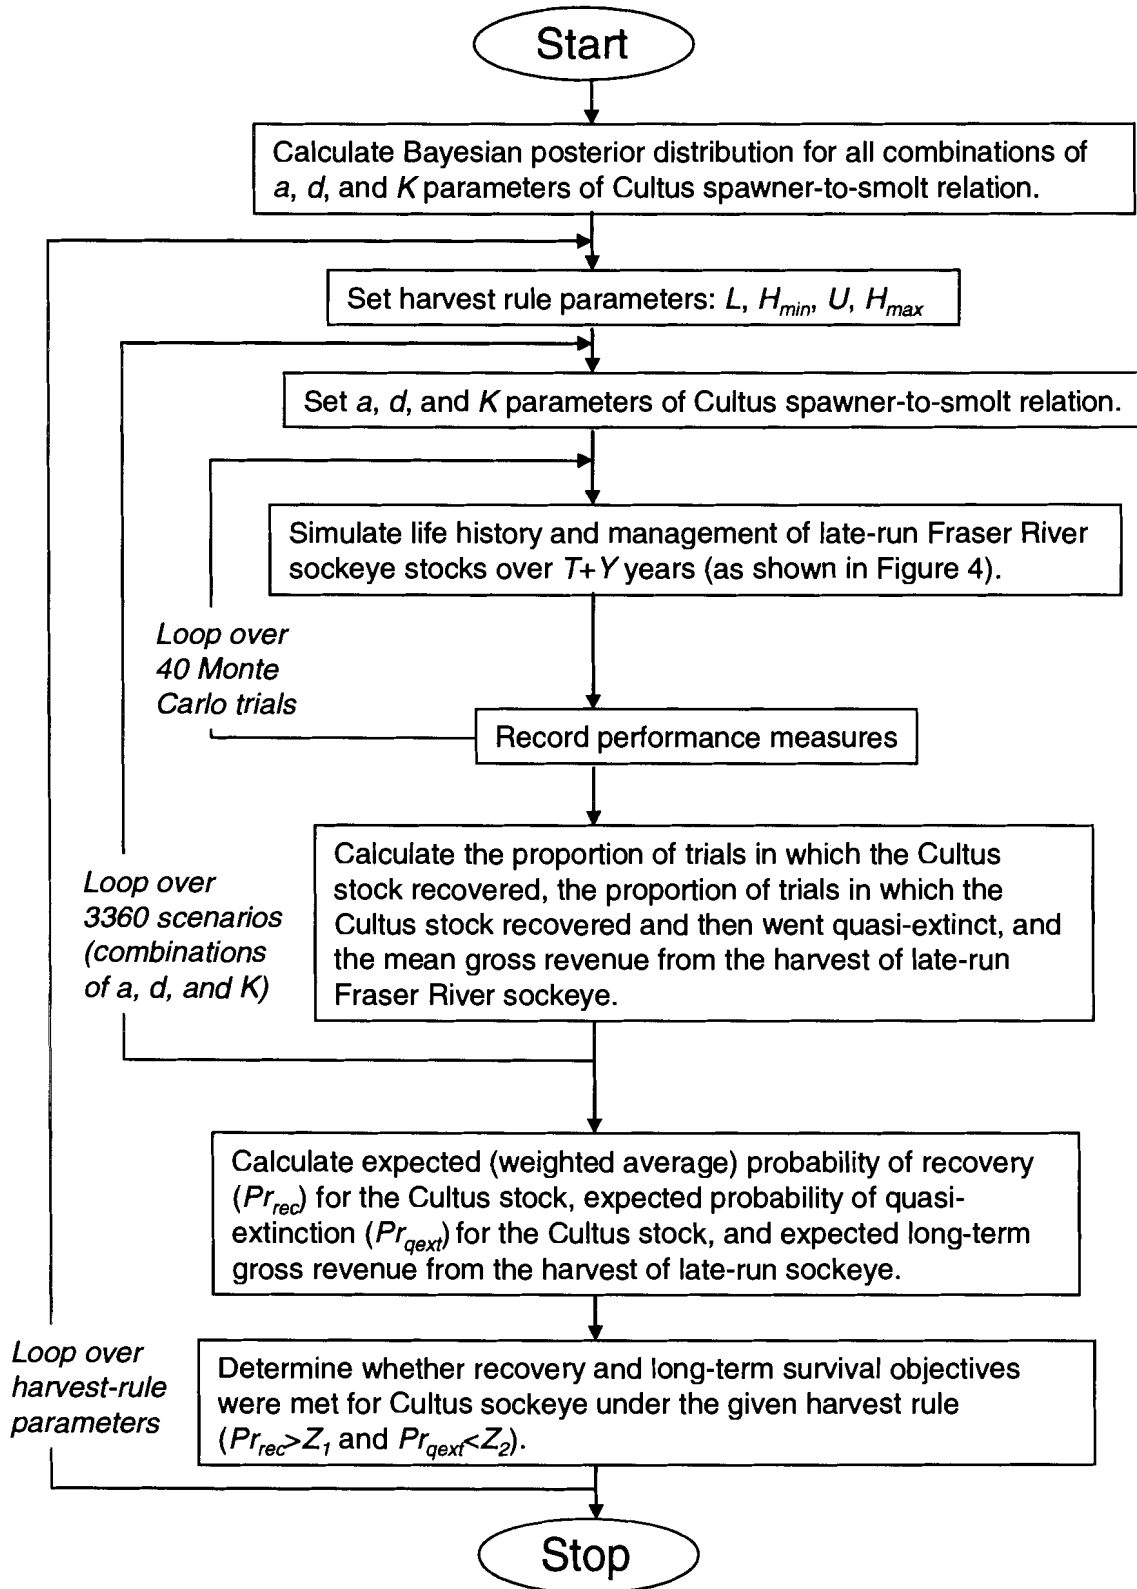 Start
Calculate Bayesian posterior distribution for all combinations of
a, d, and K parameters of Cultus spawner-to-smolt relation.
Set harvest rule parameters: L, Hmin, U, Hmax
Set a, d, and K parameters of Cultus spawner-to-smolt relation.
Simulate life history and management of late-run Fraser River
sockeye stocks over T+Y years (as shown in Figure 4).
Loop over
40 Monte
Carlo trials
Record performance measures
Calculate the proportion of trials in which the Cultus
stock recovered, the proportion of trials in which the
Cultus stock recovered and then went quasi-extinct, and
the mean gross revenue from the harvest of late-run
Fraser River sockeye.
Loop over
3360 scenarios
(combinations
of a, d, and K)
Calculate expected (weighted average) probability of recovery
(Prrec) for the Cultus stock, expected probability of quasi-
extinction (Prqext) for the Cultus stock, and expected long-term
gross revenue from the harvest of late-run sockeye.
Loop over
harvest-rule
parameters
Determine whether recovery and long-term survival objectives
were met for Cultus sockeye under the given harvest rule
(Prrec>Z1 and Prqext<Z2).
Stop